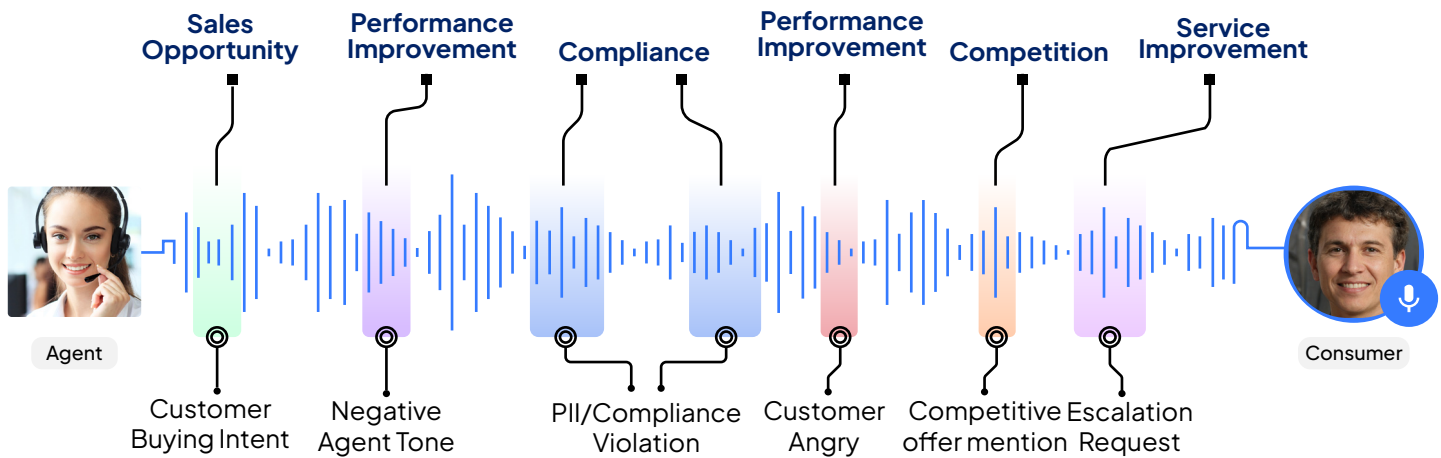 Sales
Opportunity
Performance
Improvement
Compliance
Performance
Improvement
Competition
Service
Improvement
Agent
Consumer
Customer
Buying Intent
Negative
Agent Tone
PII/Compliance
Violation
Customer
Angry
Competitive
offer mention
Escalation
Request